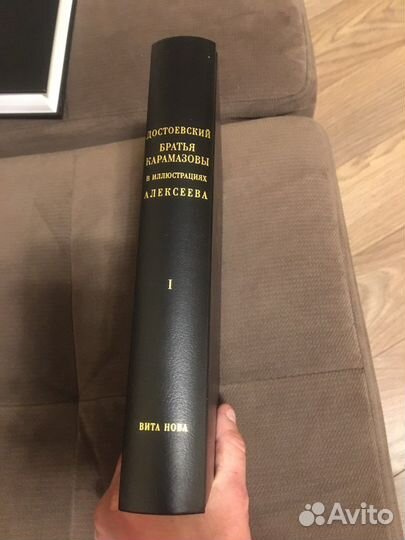 ДОСТОЕВСКИЙ
БРАТЬЯ
КАРАМАЗОВЫ
В ИЛЛЮСТРАЦИЯХ
АЛЕКСЕЕВА
I
ВИТА НОВА
Avito